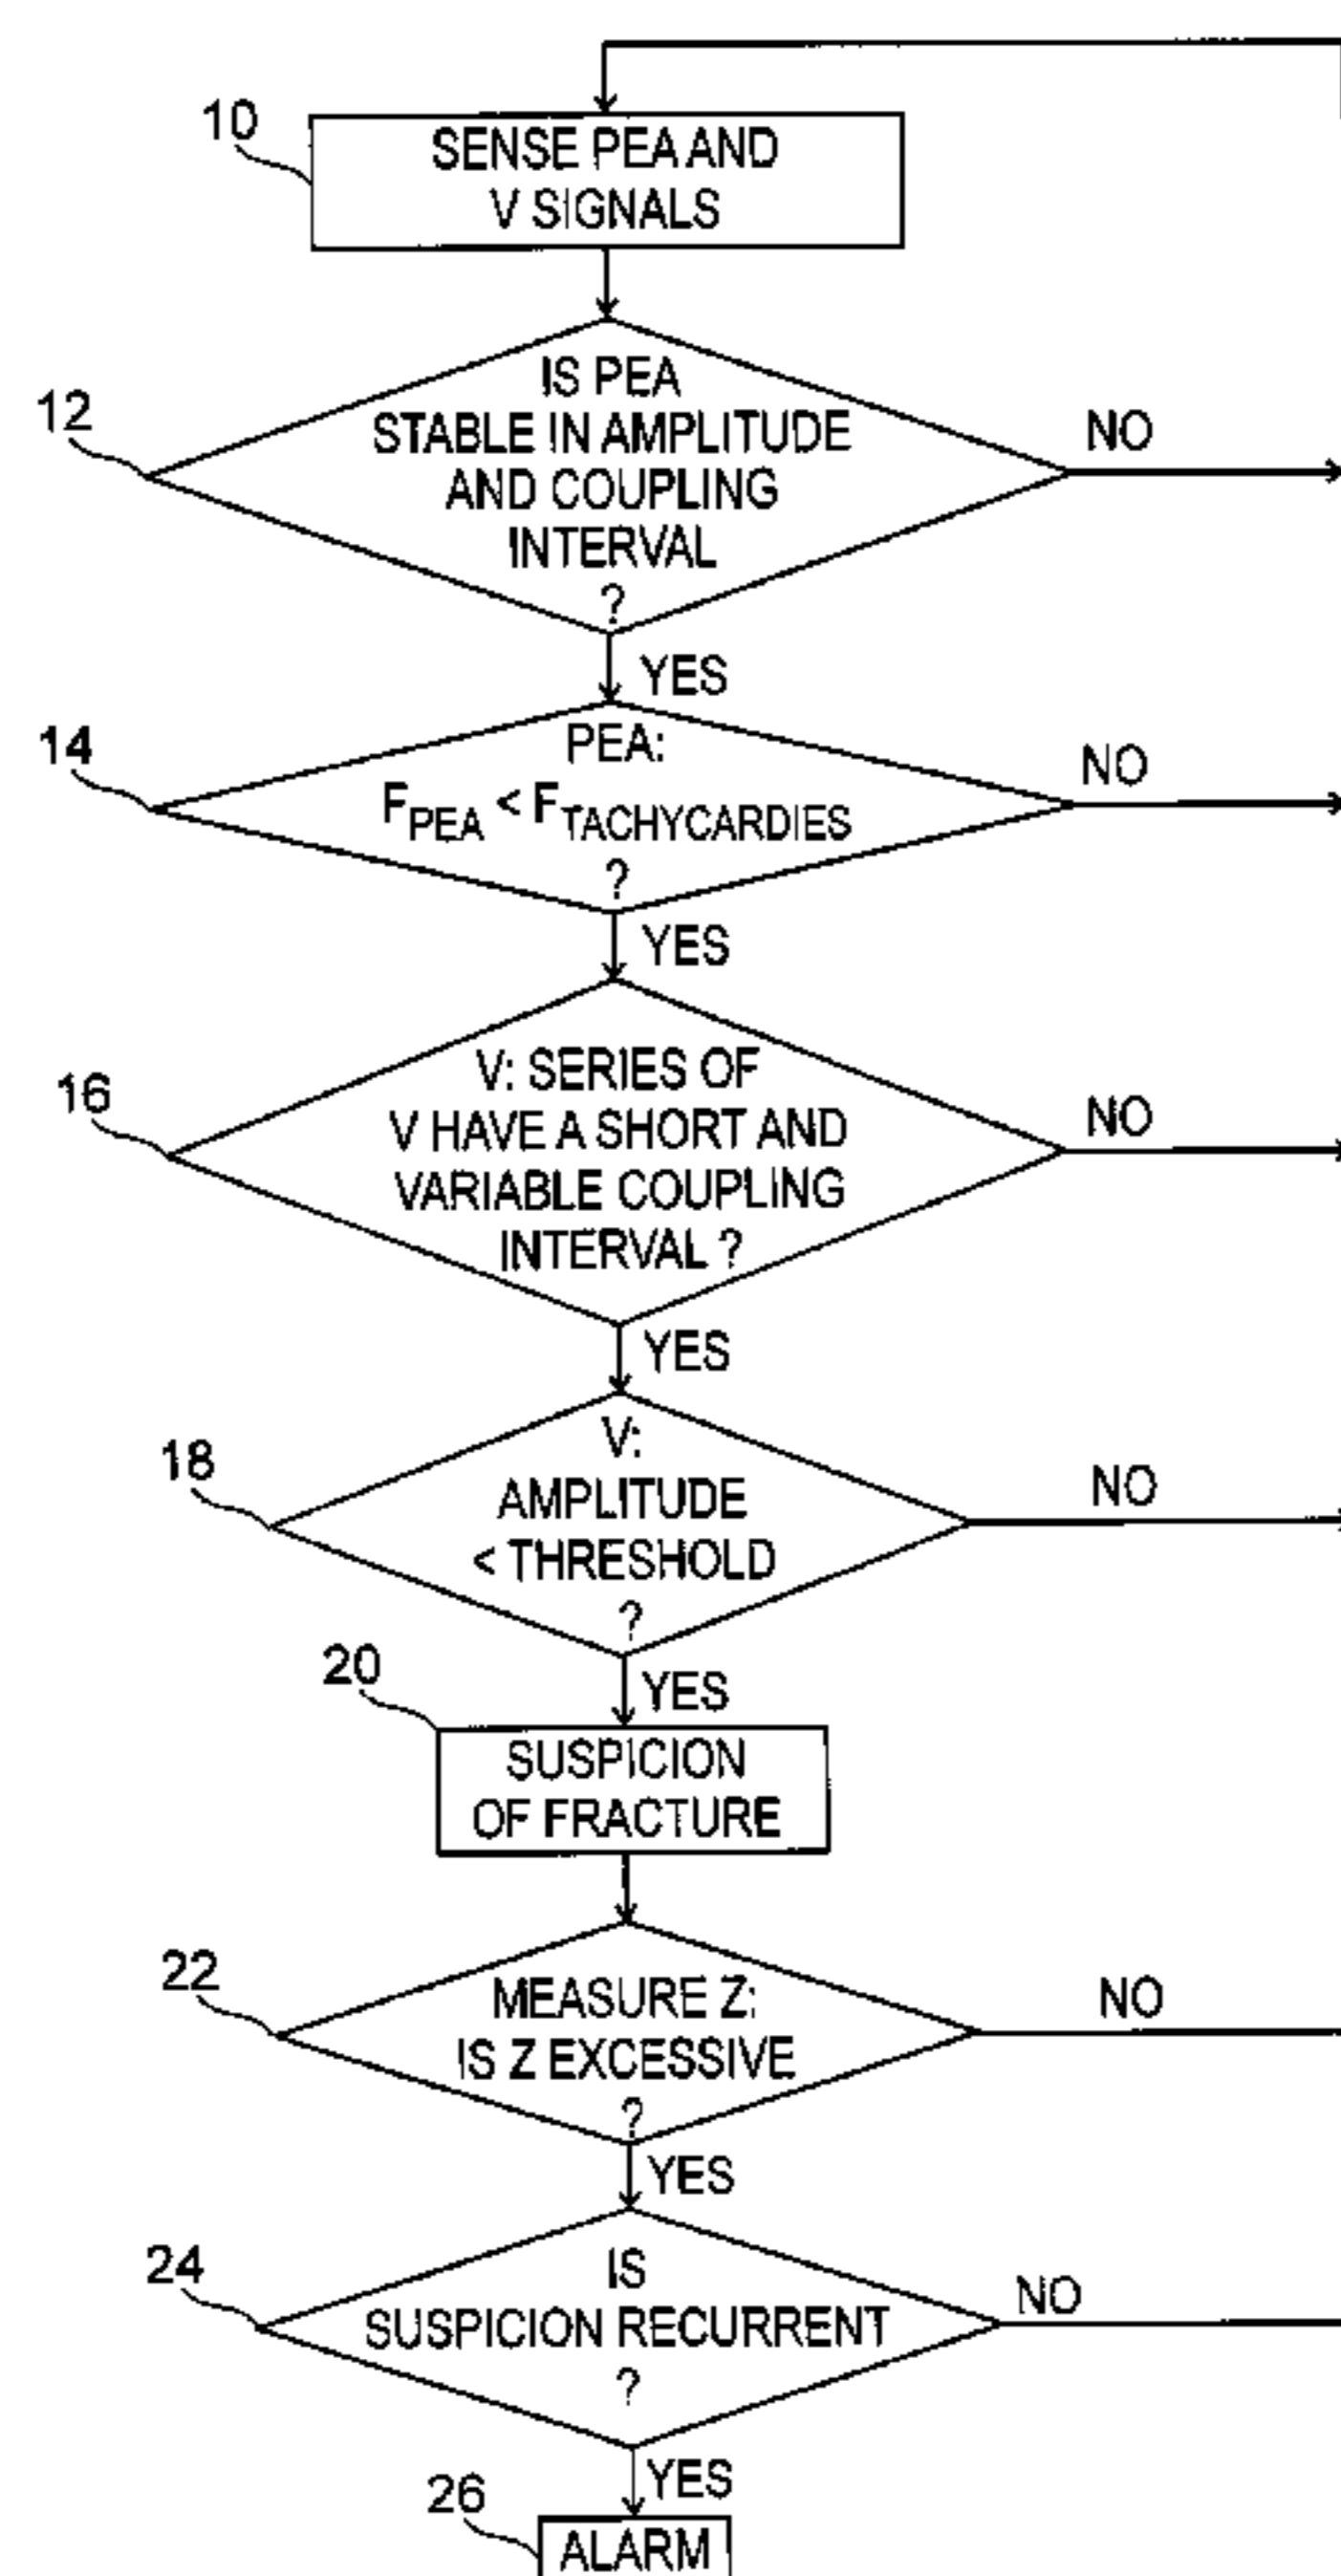 10
SENSE PEA AND
V SIGNALS
12
IS PEA
STABLE IN AMPLITUDE
AND COUPLING
INTERVAL
?
NO
YES
14
PEA:
F_PEA < F_TACHYCARDIES
?
NO
YES
16
V: SERIES OF
V HAVE A SHORT AND
VARIABLE COUPLING
INTERVAL ?
NO
YES
18
V:
AMPLITUDE
< THRESHOLD
?
NO
YES
20
SUSPICION
OF FRACTURE
22
MEASURE Z:
IS Z EXCESSIVE
?
NO
YES
24
IS
SUSPICION RECURRENT
?
NO
YES
26
ALARM